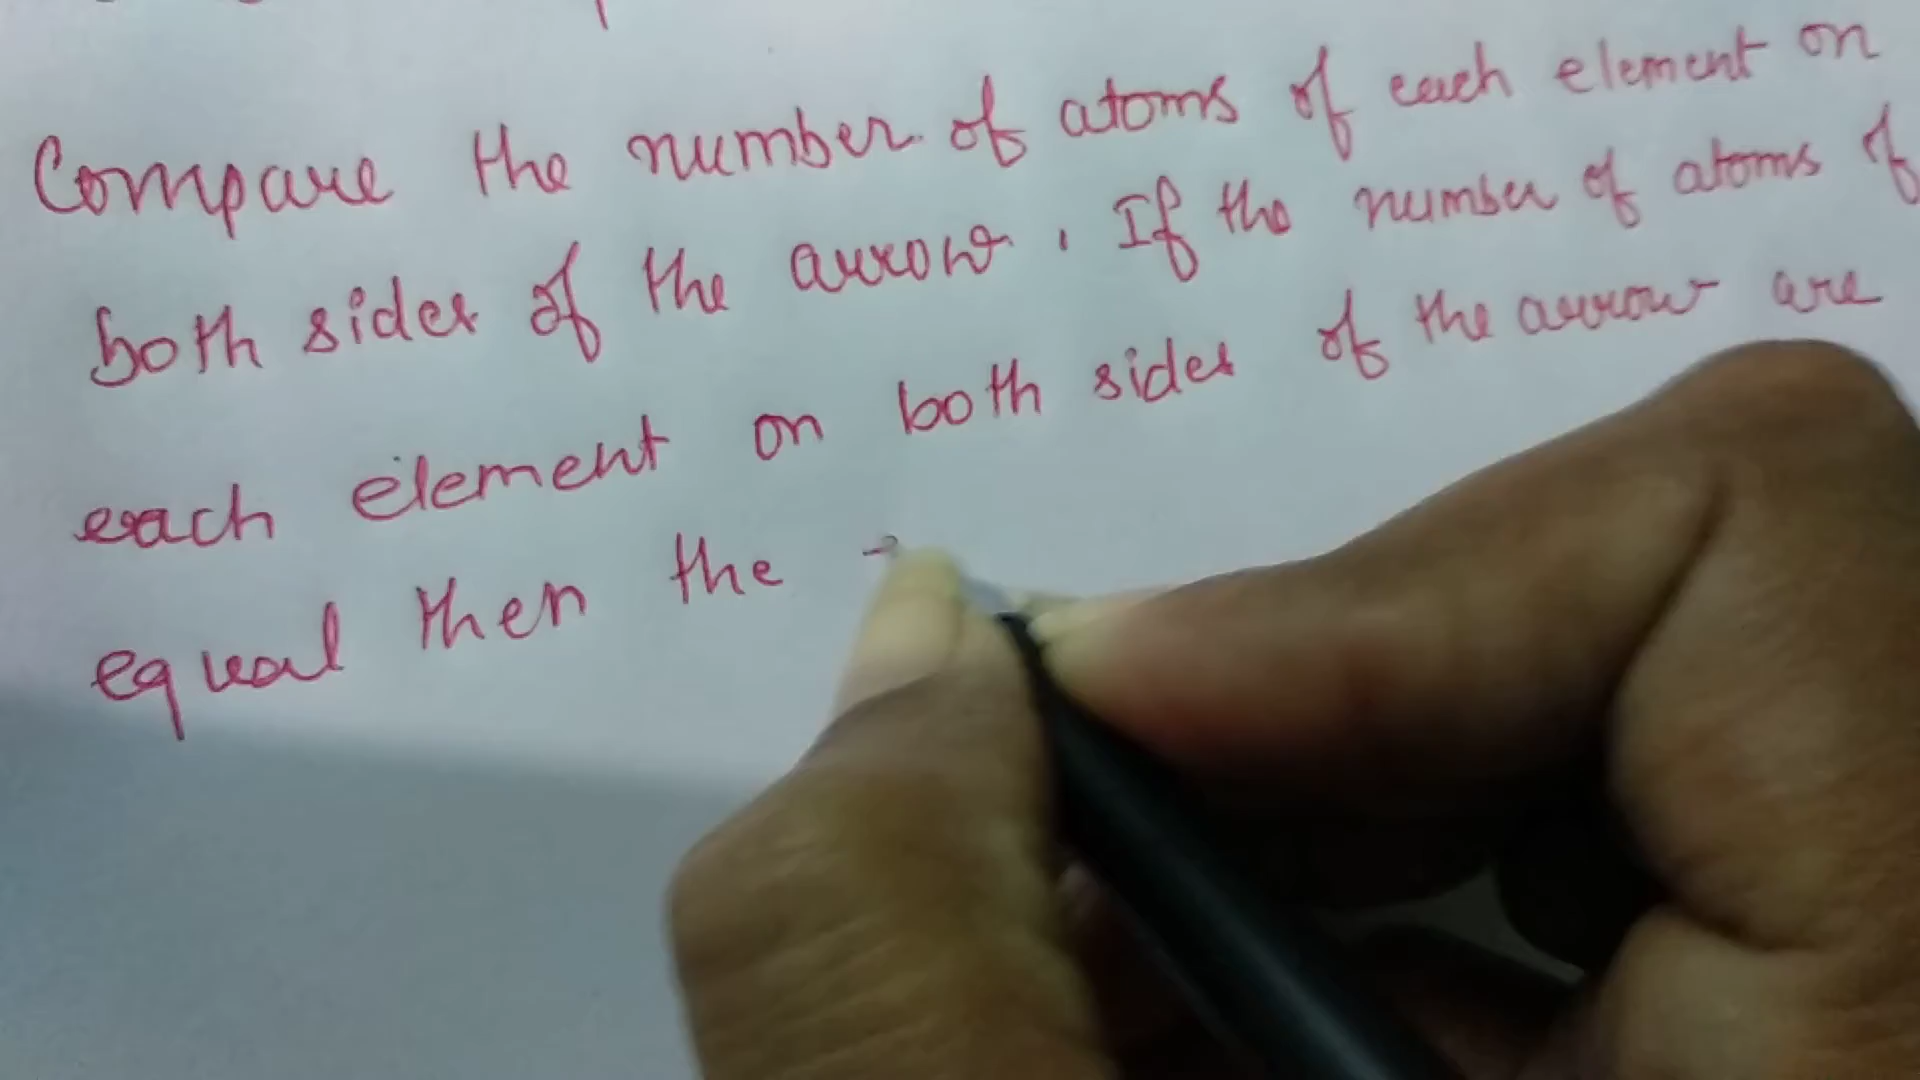 Compare the number of atoms of each element on
both sides of the arrow. If the number of atoms of
each element on both sides of the arrow are
equal then the